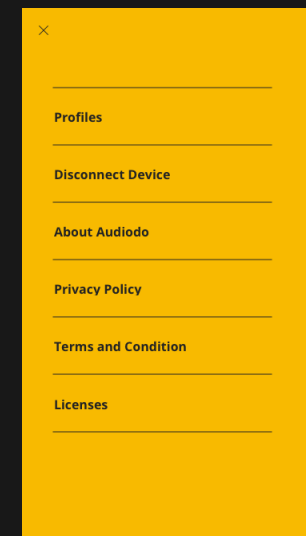 Profiles
Disconnect Device
About Audiodo
Privacy Policy
Terms and Condition
Licenses